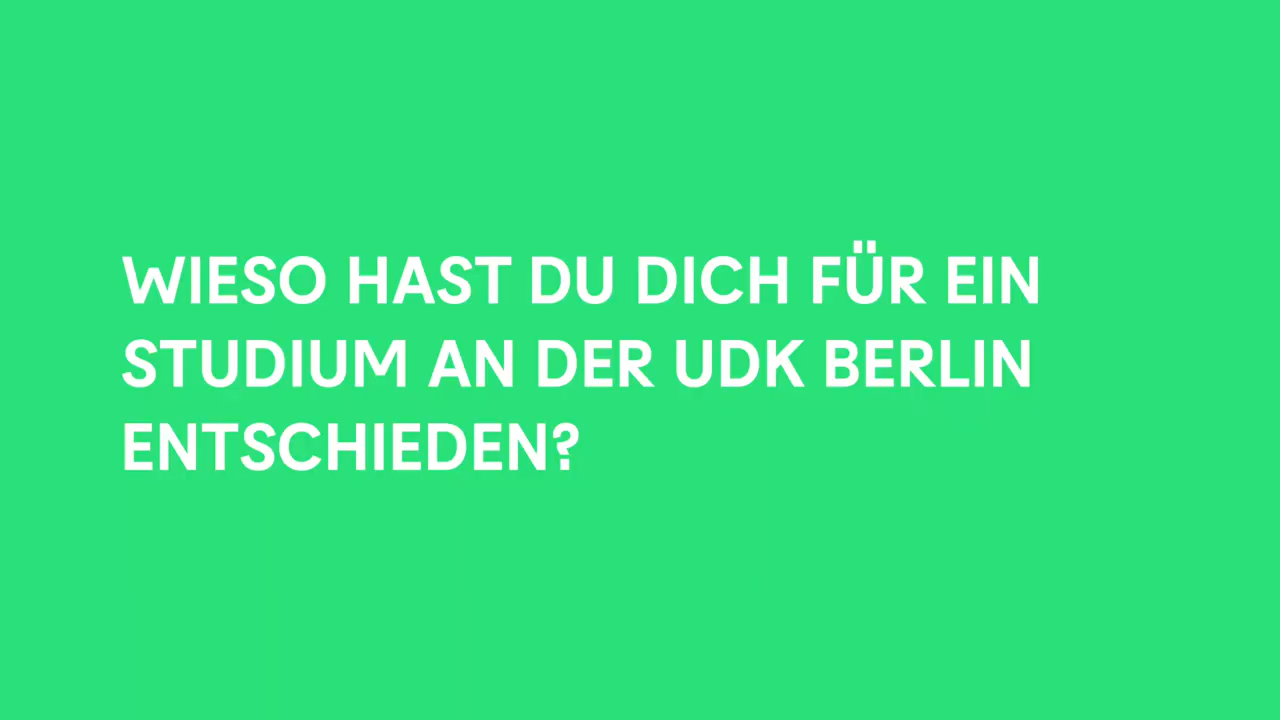 WIESO HAST DU DICH FÜR EIN
STUDIUM AN DER UDK BERLIN
ENTSCHIEDEN?